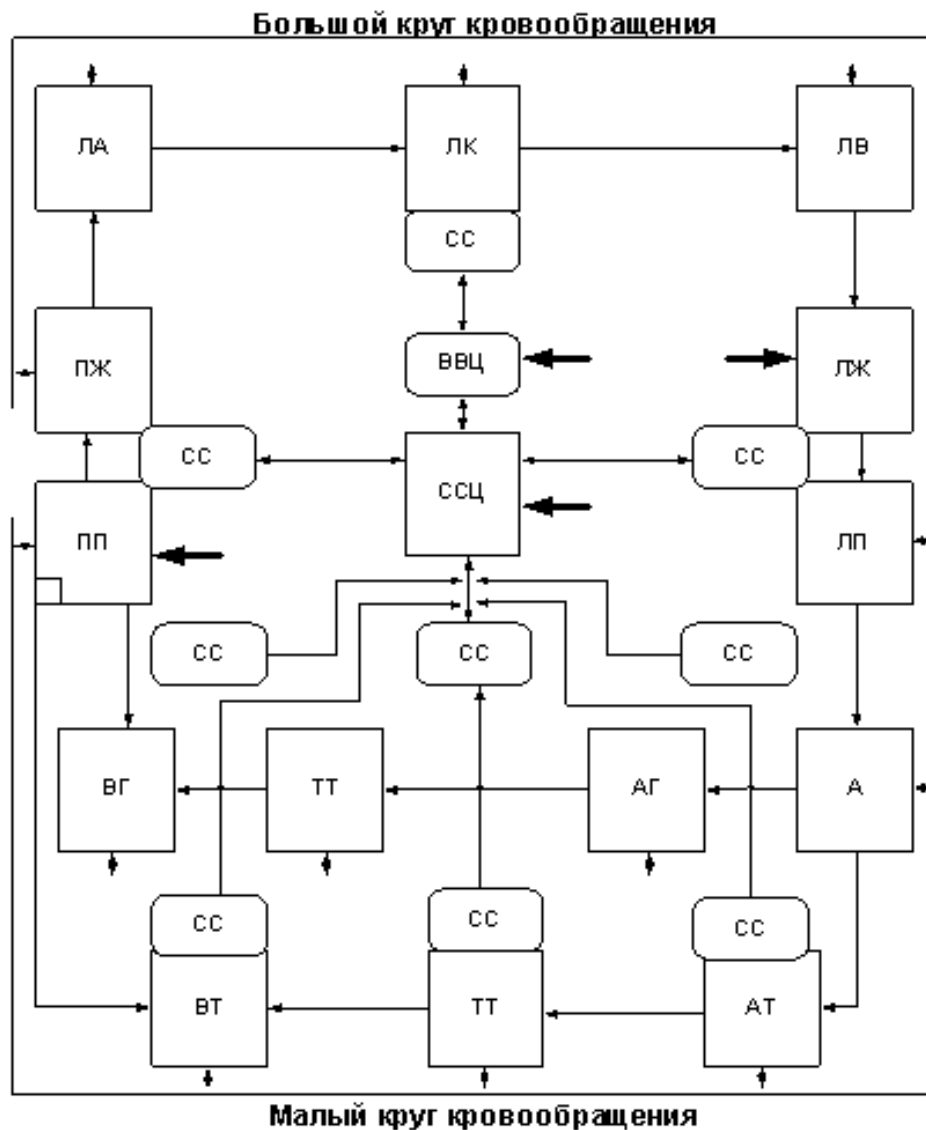 Большой круг кровообращения
ЛА
ЛК
ЛВ
СС
ПЖ
ВВЦ
ЛЖ
СС
ССЦ
СС
ПП
ЛП
СС
СС
СС
ВГ
ТТ
АГ
А
СС
СС
СС
ВТ
ТТ
АТ
Малый круг кровообращения